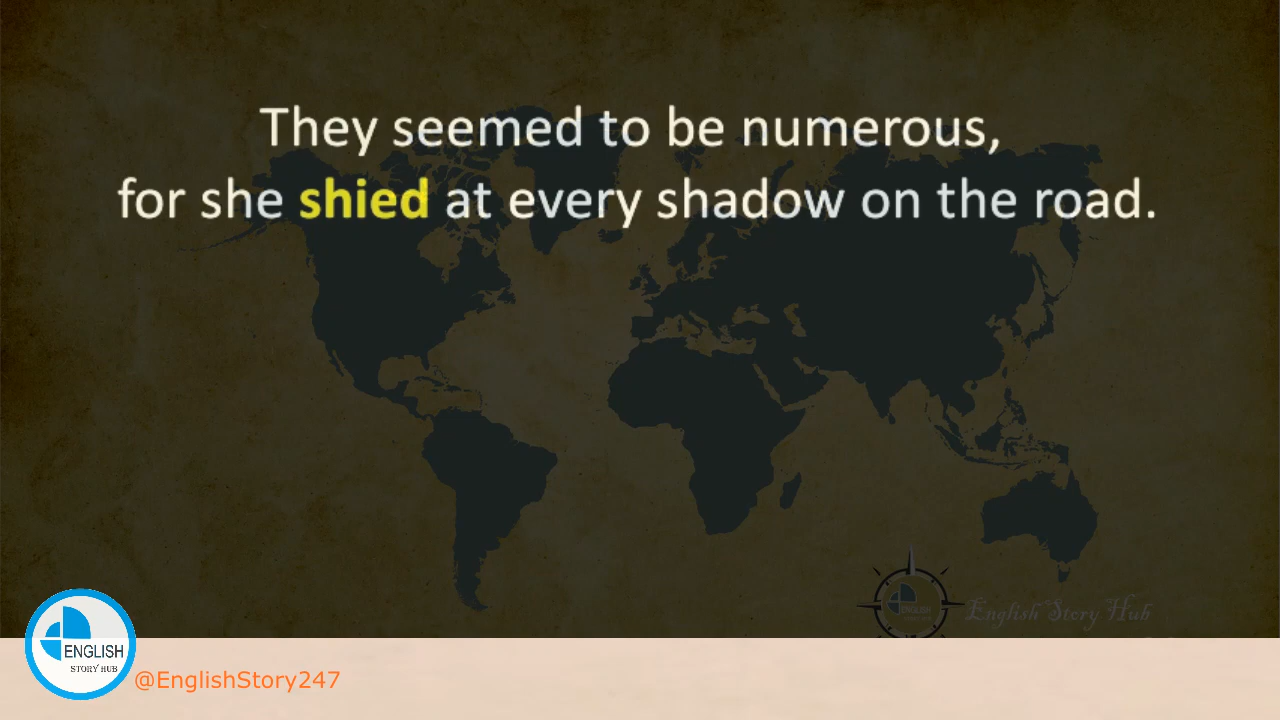 They seemed to be numerous,
for she shied at every shadow on the road.
English Story Hub
ENGLISH
STORY HUB
@EnglishStory247